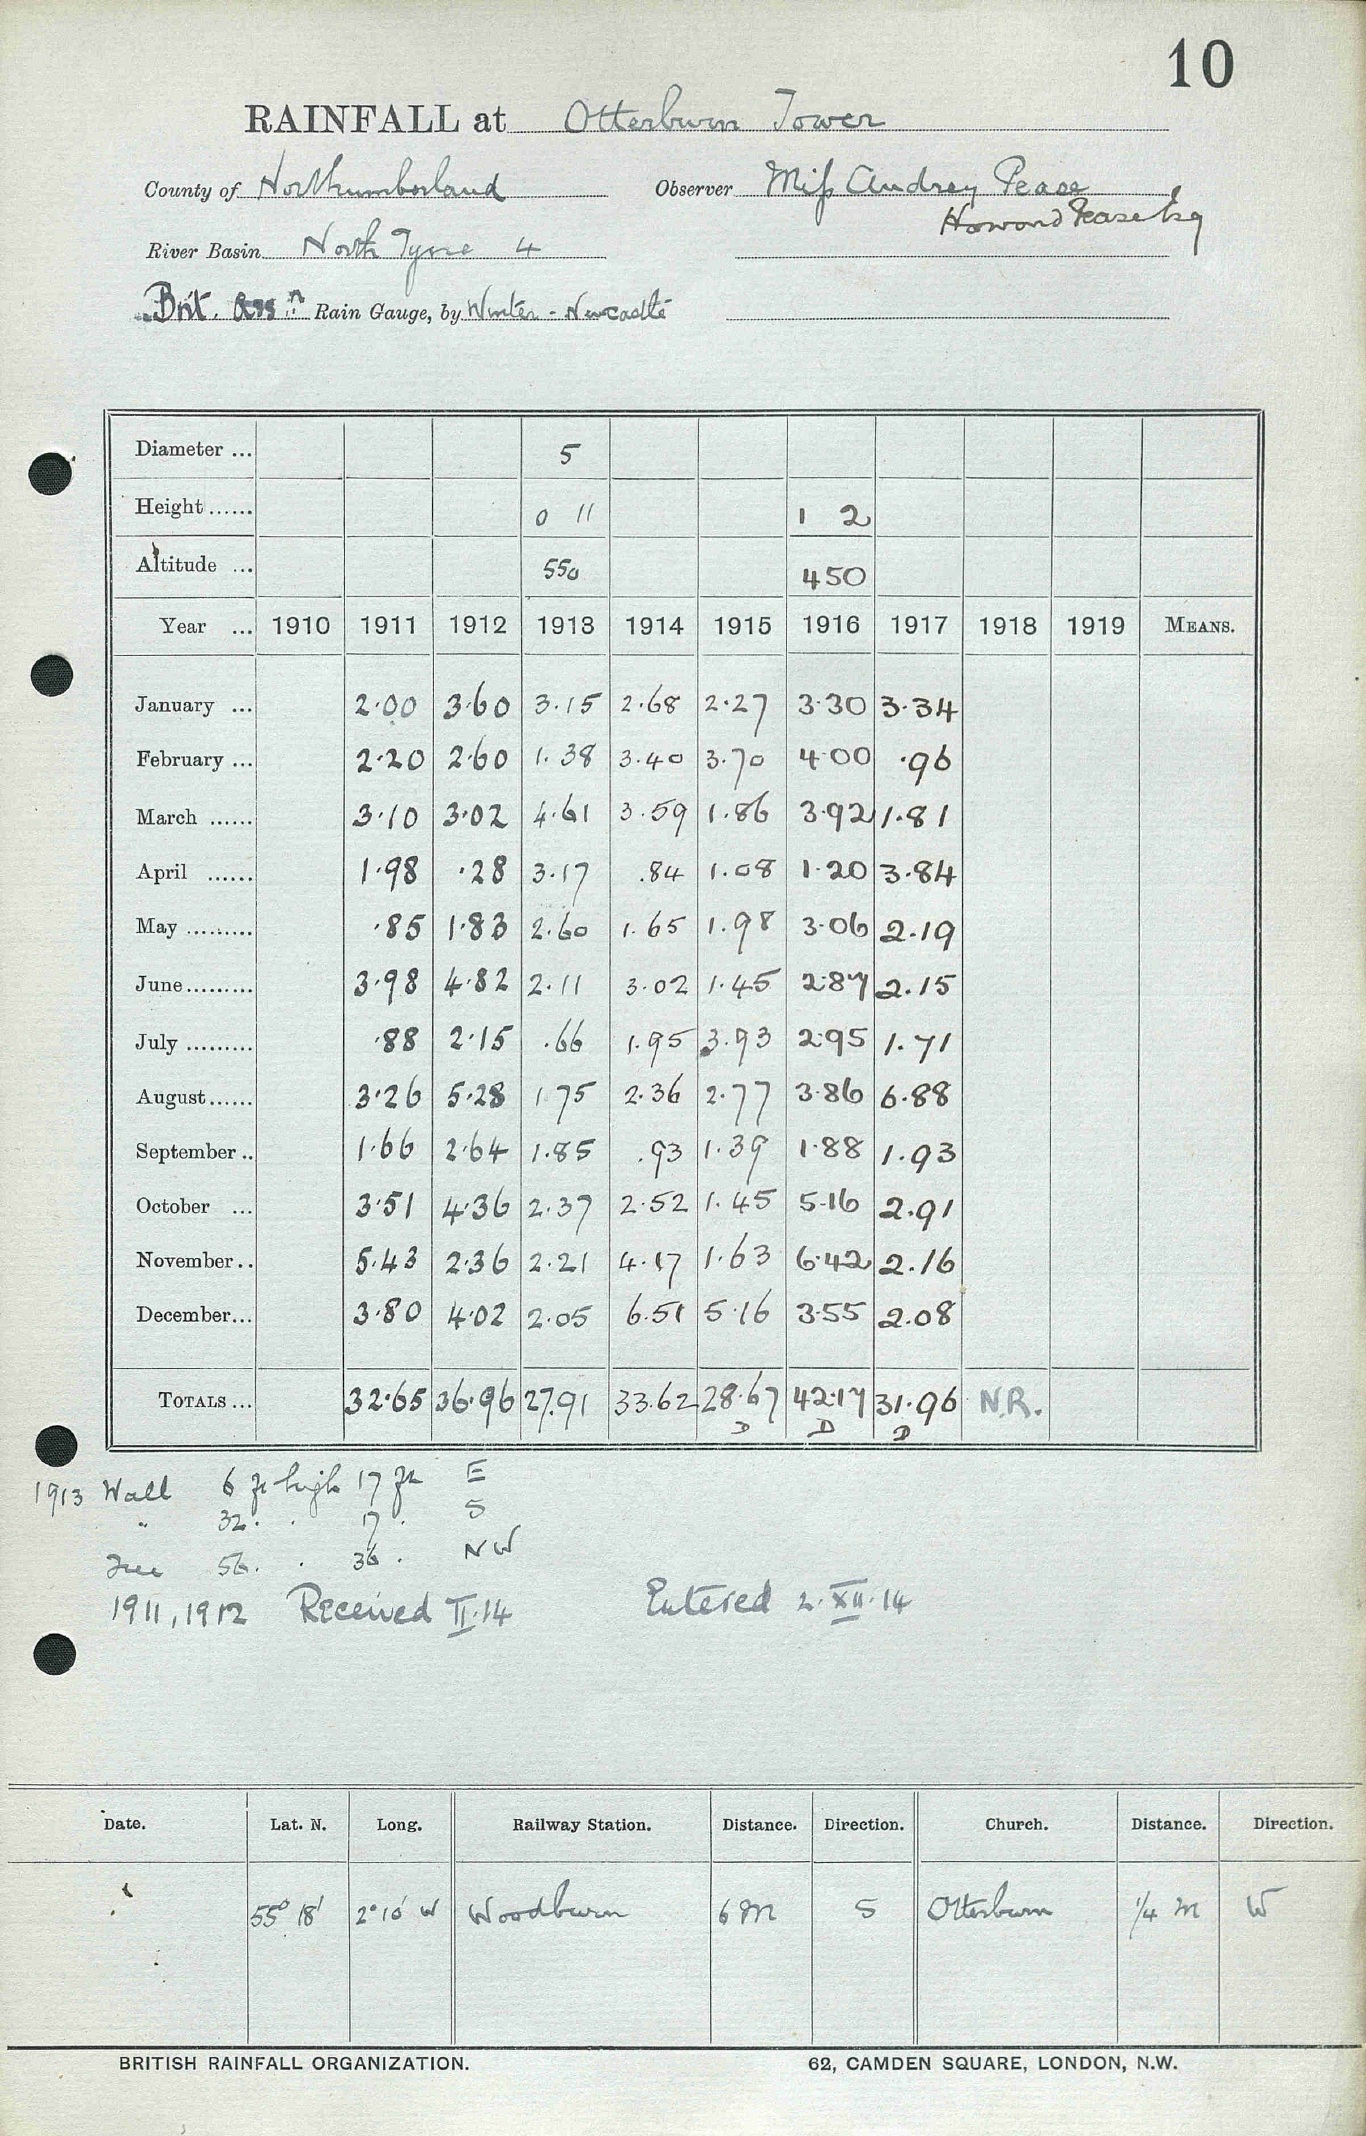 10
RAINFALL at Otterburn Tower
County of Northumberland Observer Miss Audrey Pease
Howard Pease Esq
River Basin North Tyne 4
Brit. Assn Rain Gauge, by Winter - Newcastle
Diameter ... 5
Height ...... 0 11 1 2
Altitude ... 550 450
Year ... 1910 1911 1912 1913 1914 1915 1916 1917 1918 1919 MEANS.
January ... 2.00 3.60 3.15 2.68 2.27 3.30 3.34
February ... 2.20 2.60 1.38 3.40 3.70 4.00 .96
March ...... 3.10 3.02 4.61 3.59 1.86 3.92 1.81
April ...... 1.98 .28 3.17 .84 1.08 1.20 3.84
May ......... .85 1.83 2.60 1.65 1.98 3.06 2.19
June ......... 3.98 4.82 2.11 3.02 1.45 2.87 2.15
July ......... .88 2.15 .66 1.95 3.93 2.95 1.71
August ...... 3.26 5.28 1.75 2.36 2.77 3.86 6.88
September .. 1.66 2.64 1.85 .93 1.39 1.88 1.93
October ... 3.51 4.36 2.37 2.52 1.45 5.16 2.91
November .. 5.43 2.36 2.21 4.17 1.63 6.42 2.16
December ... 3.80 4.02 2.05 6.51 5.16 3.55 2.08
TOTALS ... 32.65 36.96 27.91 33.62 28.67 42.17 31.96 N.R.
D D D
1913 Wall 6 ft high 17 ft E
" 32. . 17 . S
Tree 56. . 36 . NW
1911, 1912 Received II.14 Entered 2.XII.14
Date. Lat. N. Long. Railway Station. Distance. Direction. Church. Distance. Direction.
55° 18' 2° 10' W Woodburn 6 M S Otterburn 1/4 M W
BRITISH RAINFALL ORGANIZATION. 62, CAMDEN SQUARE, LONDON, N.W.